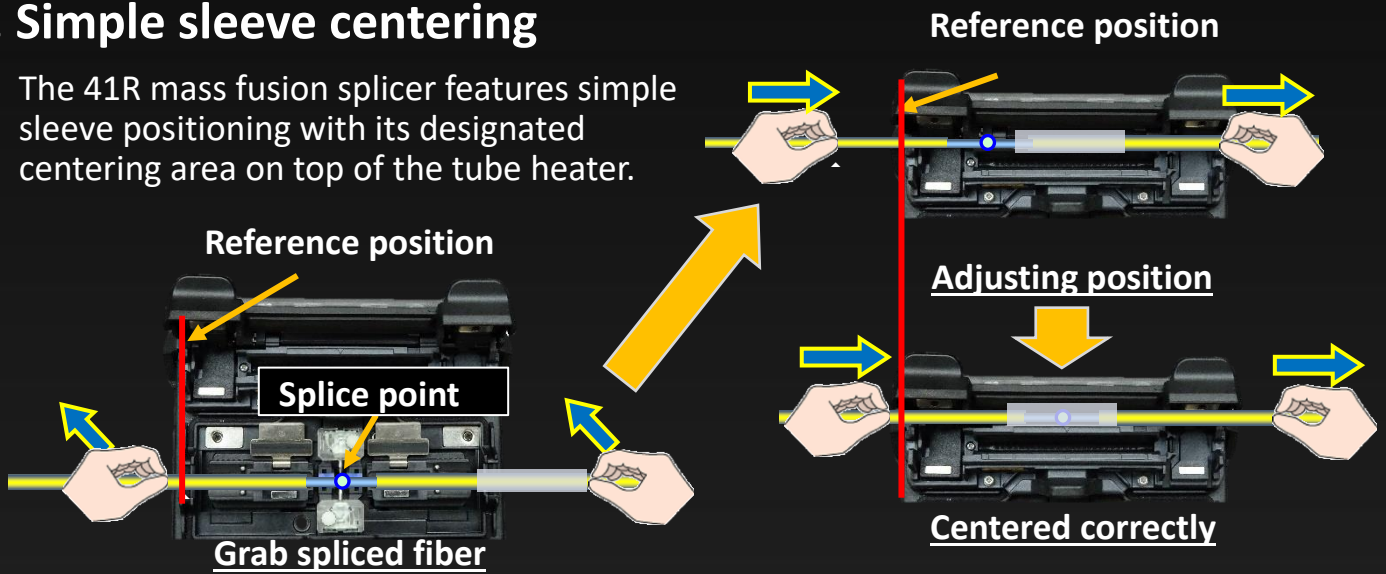 Simple sleeve centering
The 41R mass fusion splicer features simple
sleeve positioning with its designated
centering area on top of the tube heater.
Reference position
Splice point
Grab spliced fiber
Reference position
Adjusting position
Centered correctly